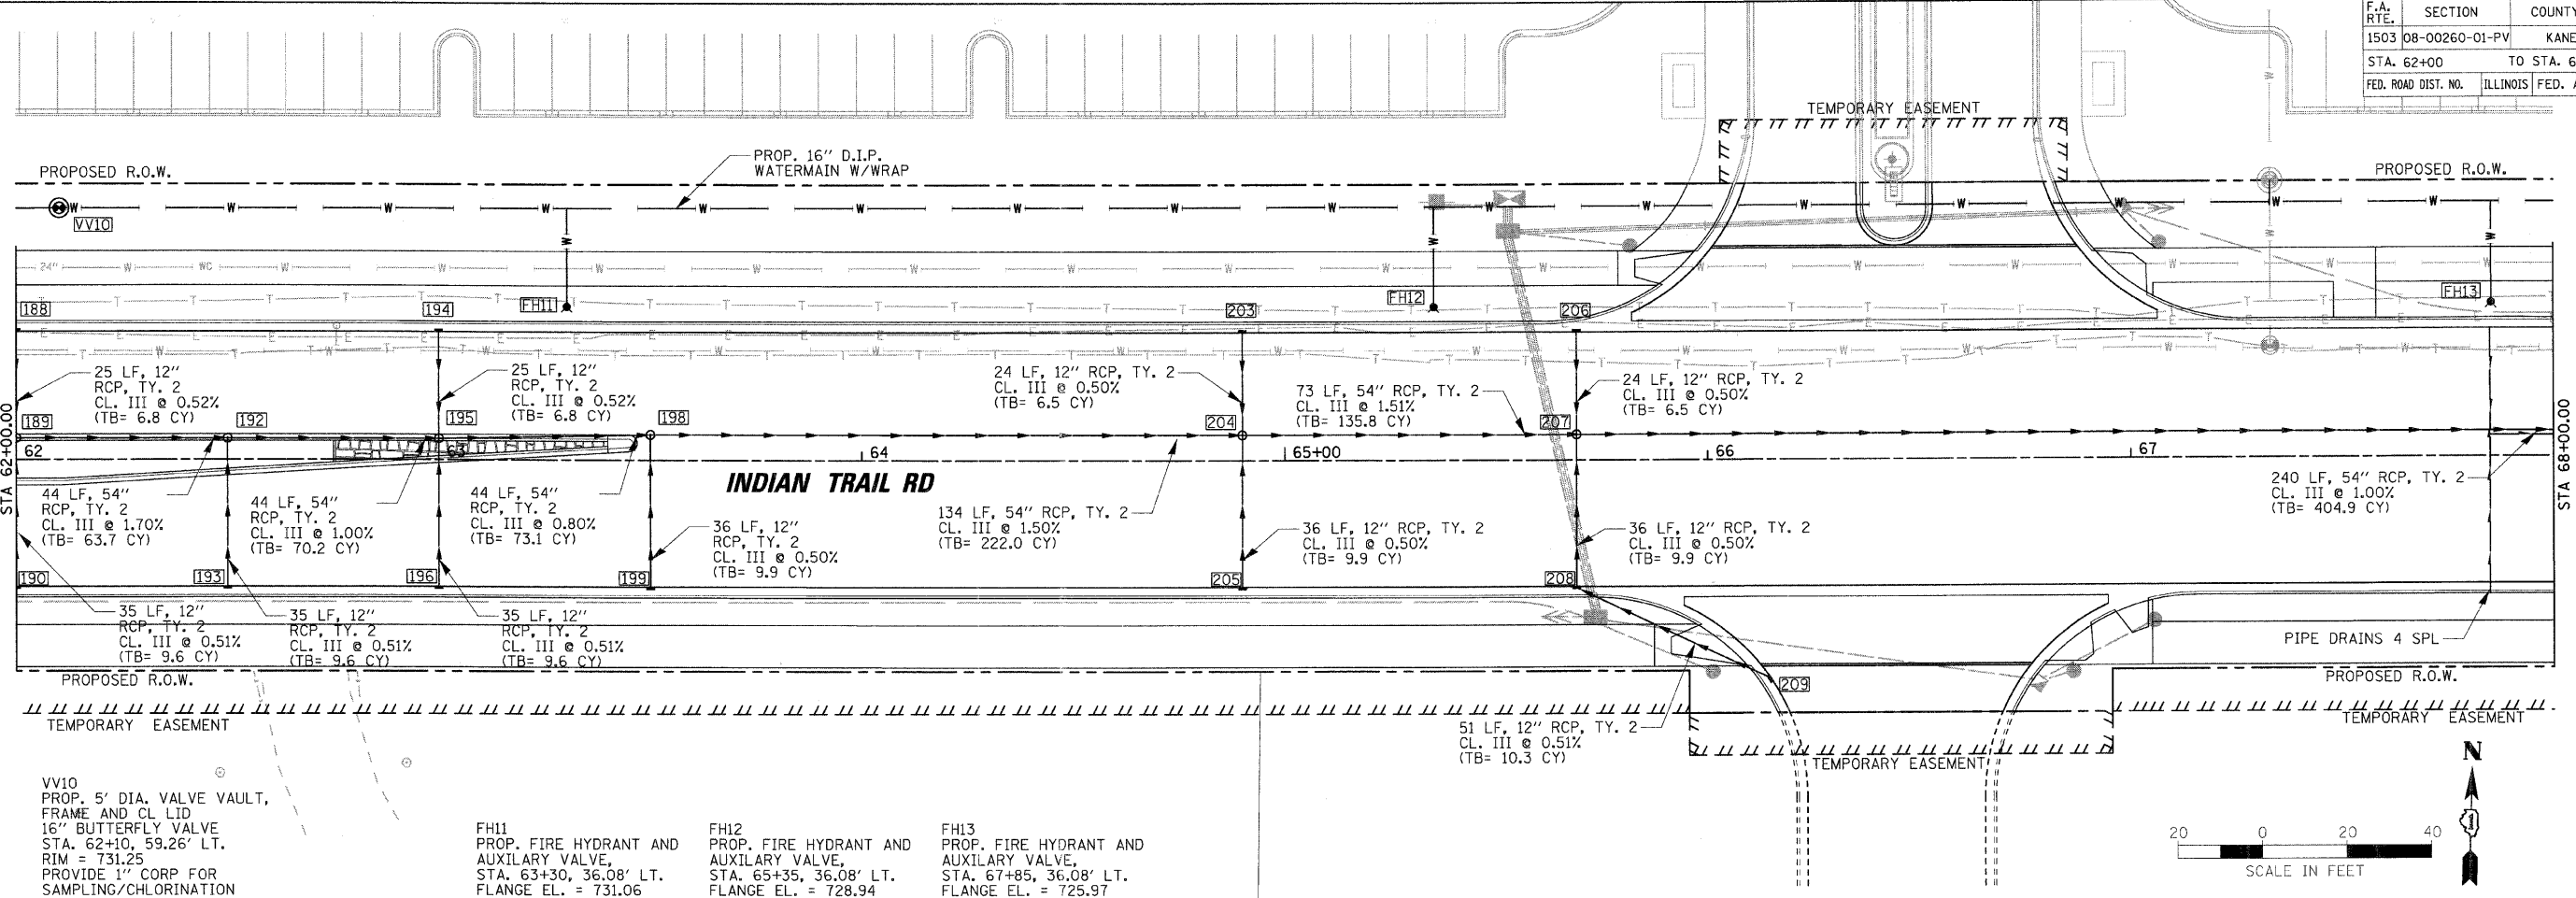 F.A. RTE. SECTION COUNTY
1503 08-00260-01-PV KANE
STA. 62+00 TO STA. 6
FED. ROAD DIST. NO. ILLINOIS FED. A
TEMPORARY EASEMENT
PROP. 16" D.I.P.
WATERMAIN W/WRAP
PROPOSED R.O.W.
PROPOSED R.O.W.
W W W W W W W W W W W W W W W
VV10
24" W WC W W W W W W W W W W W W W W
188
194
FH11
203
FH12
206
FH13
25 LF, 12"
RCP, TY. 2
CL. III @ 0.52%
(TB= 6.8 CY)
25 LF, 12"
RCP, TY. 2
CL. III @ 0.52%
(TB= 6.8 CY)
24 LF, 12" RCP, TY. 2
CL. III @ 0.50%
(TB= 6.5 CY)
73 LF, 54" RCP, TY. 2
CL. III @ 1.51%
(TB= 135.8 CY)
24 LF, 12" RCP, TY. 2
CL. III @ 0.50%
(TB= 6.5 CY)
STA 62+00.00
189
192
195
198
204
207
STA 68+00.00
62
63
64
65+00
66
67
INDIAN TRAIL RD
44 LF, 54"
RCP, TY. 2
CL. III @ 1.70%
(TB= 63.7 CY)
44 LF, 54"
RCP, TY. 2
CL. III @ 1.00%
(TB= 70.2 CY)
44 LF, 54"
RCP, TY. 2
CL. III @ 0.80%
(TB= 73.1 CY)
36 LF, 12"
RCP, TY. 2
CL. III @ 0.50%
(TB= 9.9 CY)
134 LF, 54" RCP, TY. 2
CL. III @ 1.50%
(TB= 222.0 CY)
36 LF, 12" RCP, TY. 2
CL. III @ 0.50%
(TB= 9.9 CY)
36 LF, 12" RCP, TY. 2
CL. III @ 0.50%
(TB= 9.9 CY)
240 LF, 54" RCP, TY. 2
CL. III @ 1.00%
(TB= 404.9 CY)
190
193
196
199
205
208
35 LF, 12"
RCP, TY. 2
CL. III @ 0.51%
(TB= 9.6 CY)
35 LF, 12"
RCP, TY. 2
CL. III @ 0.51%
(TB= 9.6 CY)
35 LF, 12"
RCP, TY. 2
CL. III @ 0.51%
(TB= 9.6 CY)
PIPE DRAINS 4 SPL
PROPOSED R.O.W.
209
PROPOSED R.O.W.
TEMPORARY EASEMENT
51 LF, 12" RCP, TY. 2
CL. III @ 0.51%
(TB= 10.3 CY)
TEMPORARY EASEMENT
TEMPORARY EASEMENT
VV10
PROP. 5' DIA. VALVE VAULT,
FRAME AND CL LID
16" BUTTERFLY VALVE
STA. 62+10, 59.26' LT.
RIM = 731.25
PROVIDE 1" CORP FOR
SAMPLING/CHLORINATION
FH11
PROP. FIRE HYDRANT AND
AUXILARY VALVE,
STA. 63+30, 36.08' LT.
FLANGE EL. = 731.06
FH12
PROP. FIRE HYDRANT AND
AUXILARY VALVE,
STA. 65+35, 36.08' LT.
FLANGE EL. = 728.94
FH13
PROP. FIRE HYDRANT AND
AUXILARY VALVE,
STA. 67+85, 36.08' LT.
FLANGE EL. = 725.97
N
20 0 20 40
SCALE IN FEET